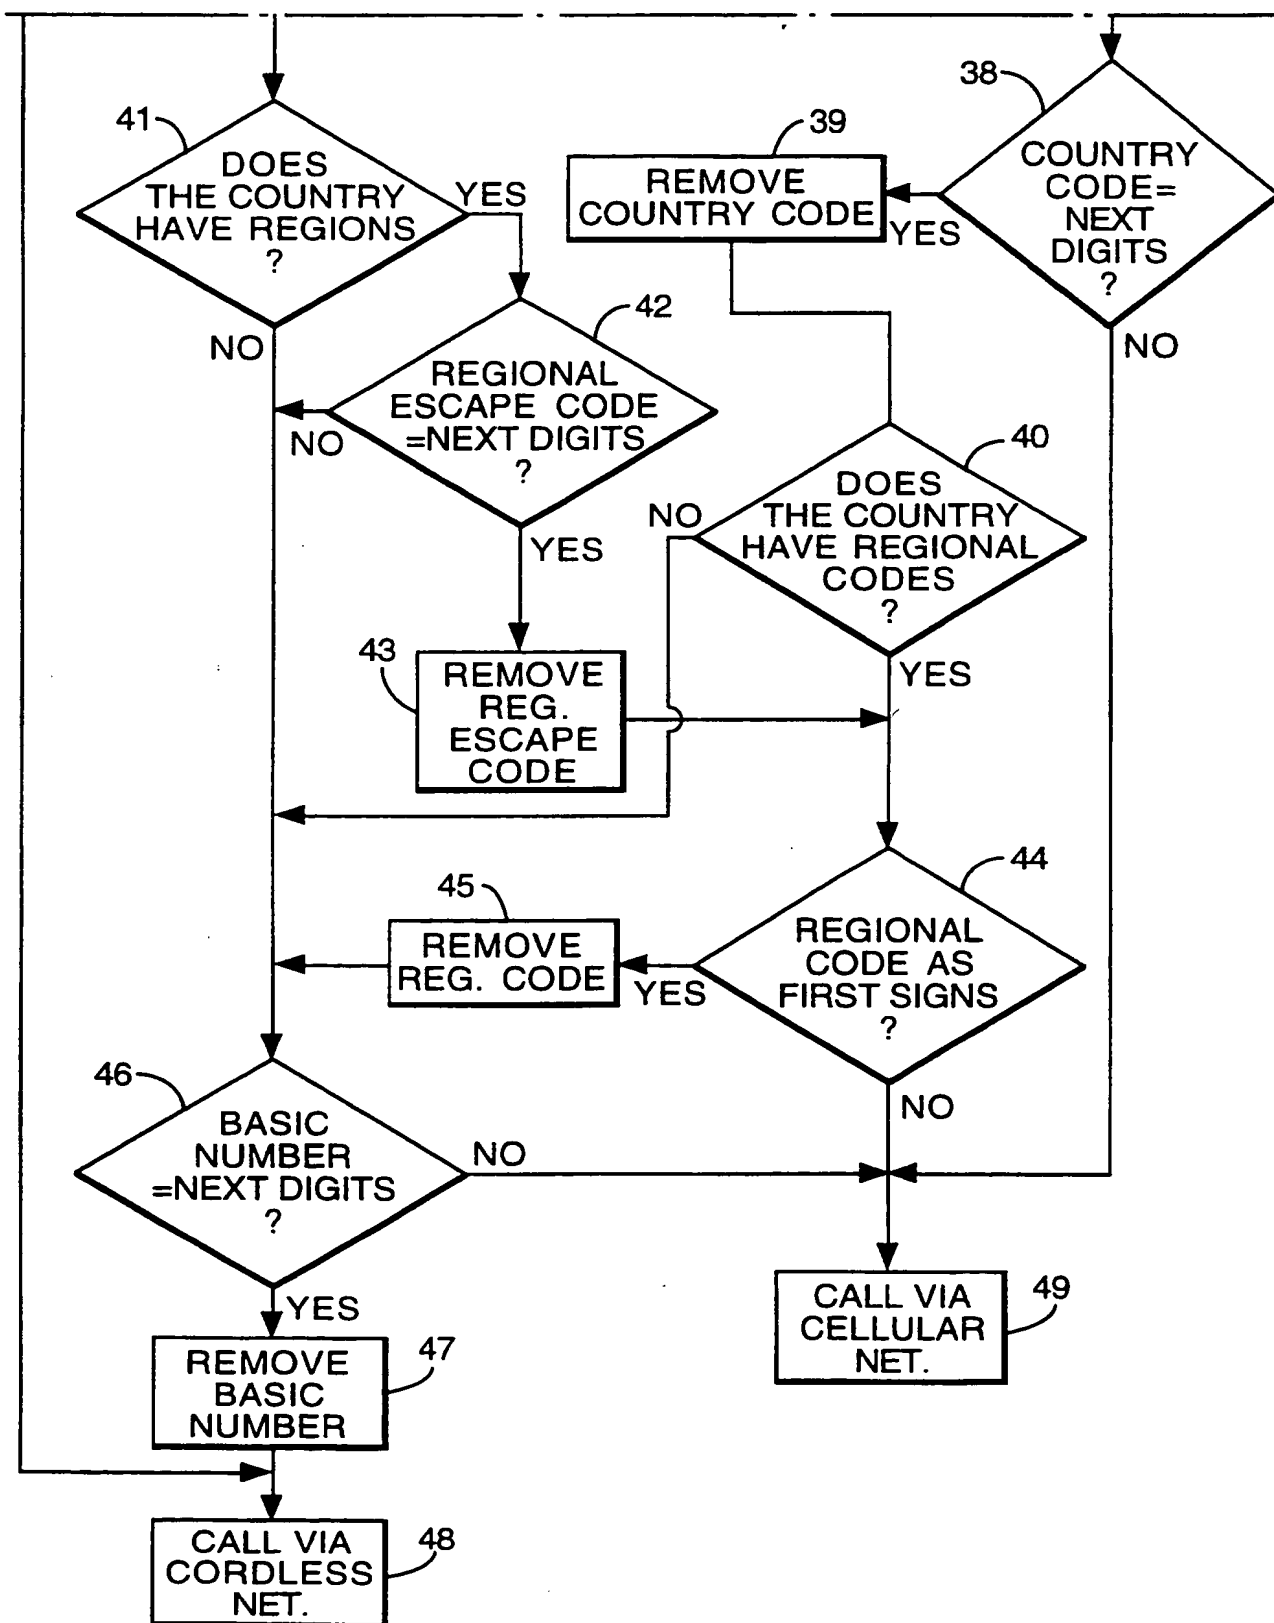 41
DOES
THE COUNTRY
HAVE REGIONS
?
YES
NO
38
COUNTRY
CODE=
NEXT
DIGITS
?
YES
NO
39
REMOVE
COUNTRY CODE
42
REGIONAL
ESCAPE CODE
=NEXT DIGITS
?
NO
YES
40
DOES
THE COUNTRY
HAVE REGIONAL
CODES
?
NO
YES
43
REMOVE
REG.
ESCAPE
CODE
44
REGIONAL
CODE AS
FIRST SIGNS
?
YES
NO
45
REMOVE
REG. CODE
46
BASIC
NUMBER
=NEXT DIGITS
?
NO
YES
47
REMOVE
BASIC
NUMBER
49
CALL VIA
CELLULAR
NET.
48
CALL VIA
CORDLESS
NET.